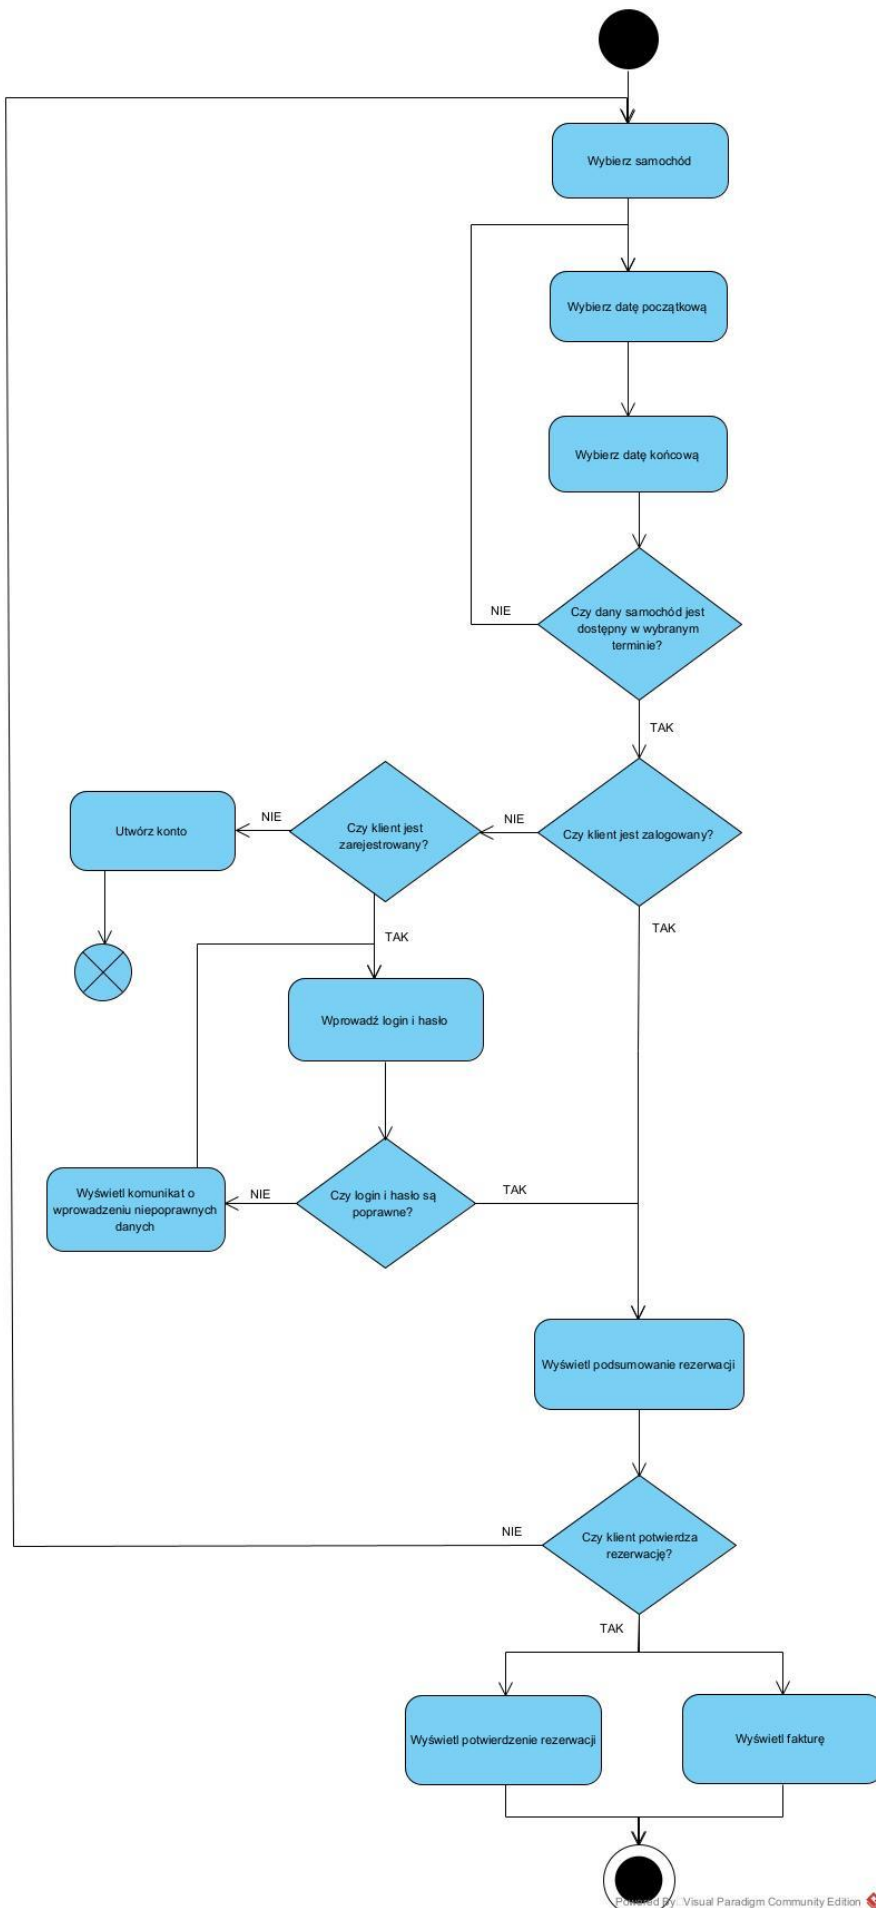 Wybierz samochód
Wybierz datę początkową
Wybierz datę końcową
Czy dany samochód jest
dostępny w wybranym
terminie?
NIE
TAK
Czy klient jest zalogowany?
NIE
Czy klient jest
zarejestrowany?
NIE
Utwórz konto
TAK
TAK
Wprowadź login i hasło
Czy login i hasło są
poprawne?
NIE
TAK
Wyświetl komunikat o
wprowadzeniu niepoprawnych
danych
Wyświetl podsumowanie rezerwacji
Czy klient potwierdza
rezerwację?
NIE
TAK
Wyświetl potwierdzenie rezerwacji
Wyświetl fakturę
Powered By Visual Paradigm Community Edition